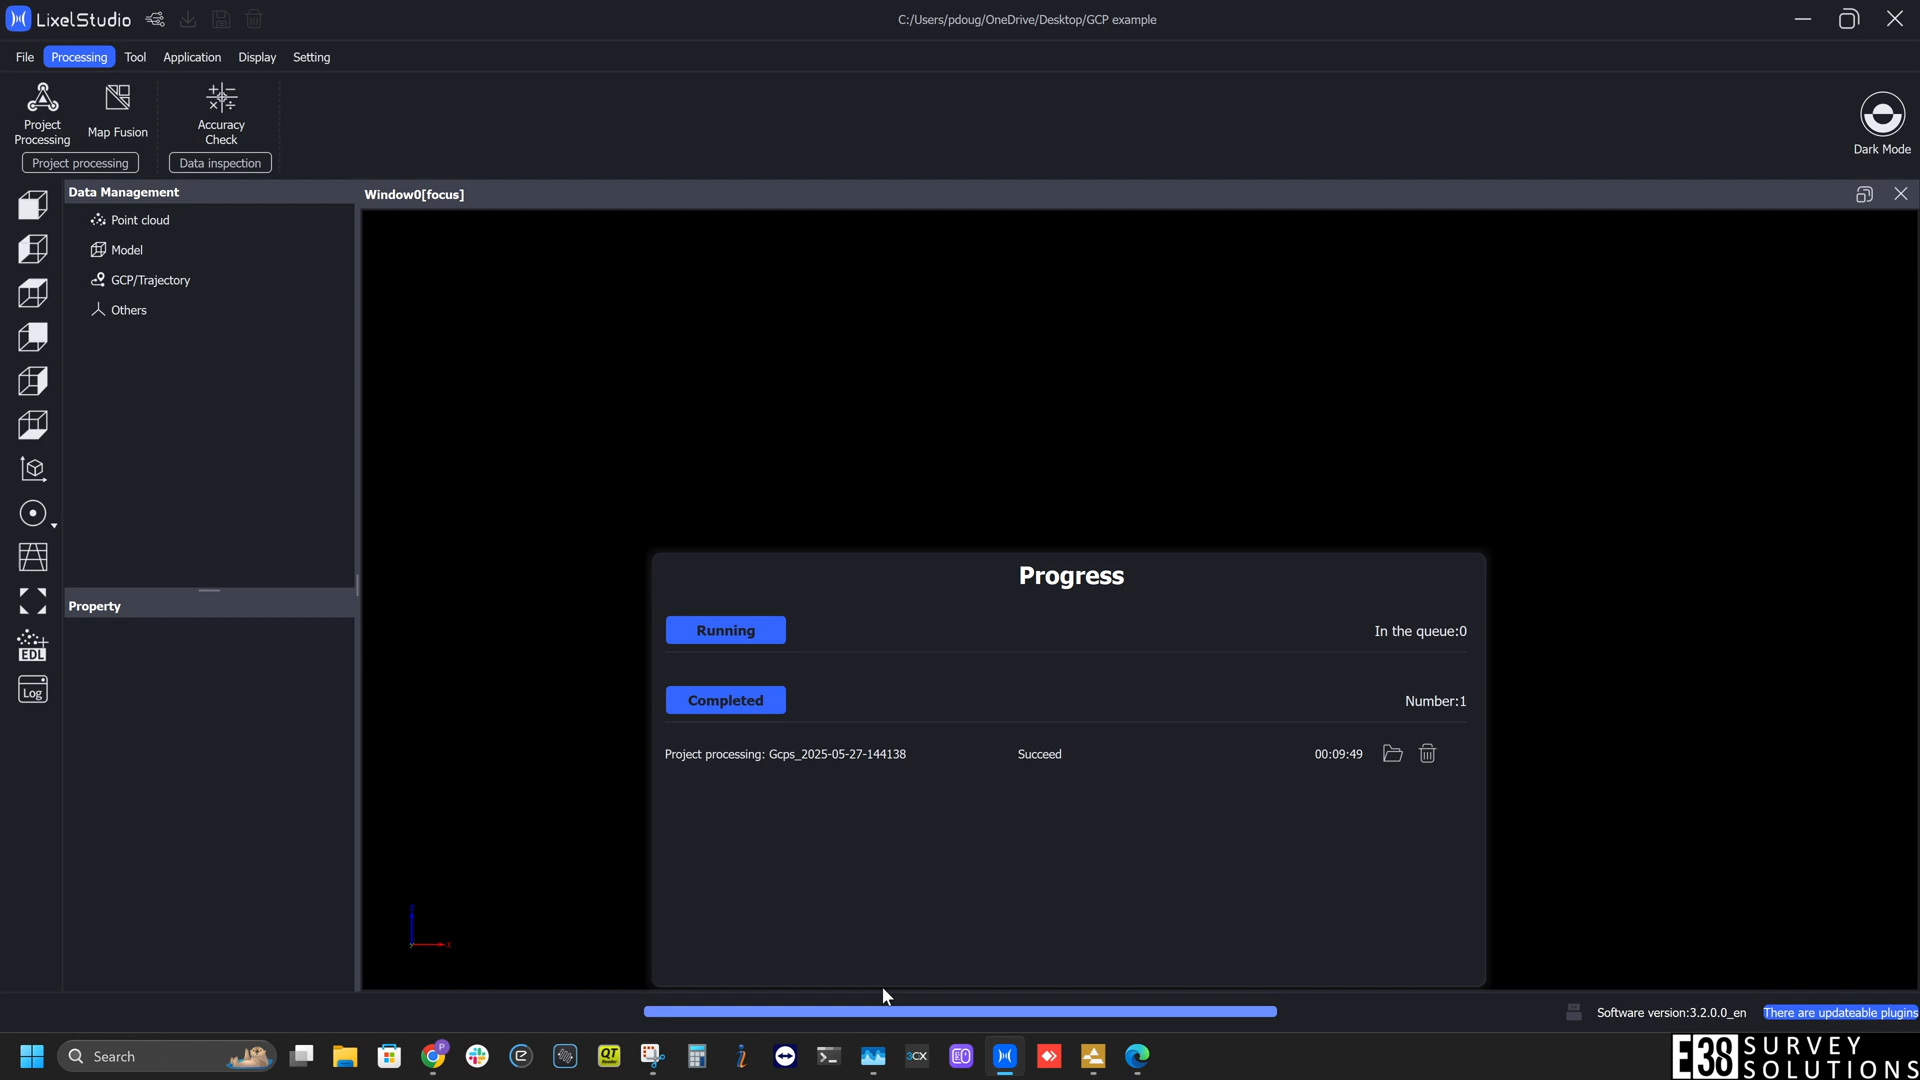 LixelStudio
C:/Users/pdoug/OneDrive/Desktop/GCP example
File Processing Tool Application Display Setting
Project
Processing
Map Fusion
Accuracy
Check
Project processing
Data inspection
Dark Mode
Data Management
Window0[focus]
Point cloud
Model
GCP/Trajectory
Others
Progress
Property
Running
In the queue:0
EDL
Log
Completed
Number:1
Project processing: Gcps_2025-05-27-144138 Succeed 00:09:49
Software version:3.2.0.0_en
There are updateable plugins
Search
P
QT
Reader
3CX
E38 SURVEY
SOLUTIONS